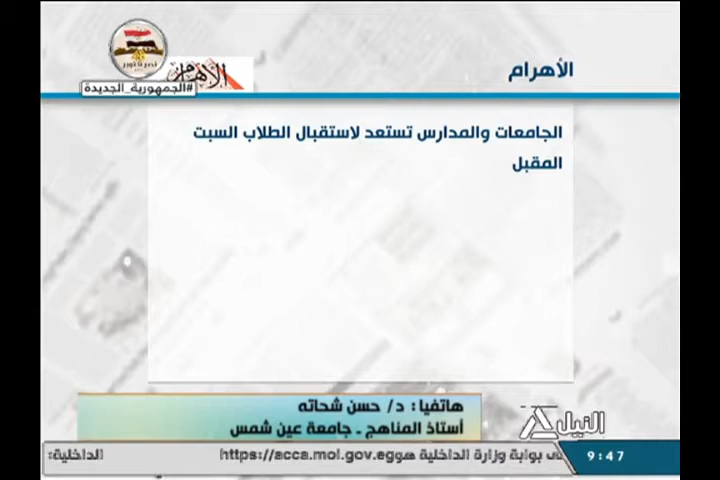 الأهرام
الأهرام
#الجمهورية_الجديدة
الجامعات والمدارس تستعد لاستقبال الطلاب السبت
المقبل
هاتفيا: د/ حسن شحاته
أستاذ المناهج ـ جامعة عين شمس
النيل
بوابة وزارة الداخلية هو https://acca.moi.gov.eg الداخلية:
9:47